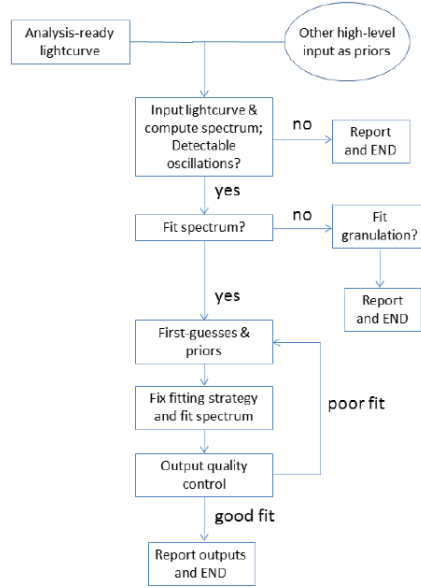 Analysis-ready
lightcurve
Other high-level
input as priors
Input lightcurve &
compute spectrum;
Detectable
oscillations?
no
Report
and END
yes
Fit spectrum?
no
Fit
granulation?
Report
and END
yes
First-guesses &
priors
Fix fitting strategy
and fit spectrum
poor fit
Output quality
control
good fit
Report outputs
and END